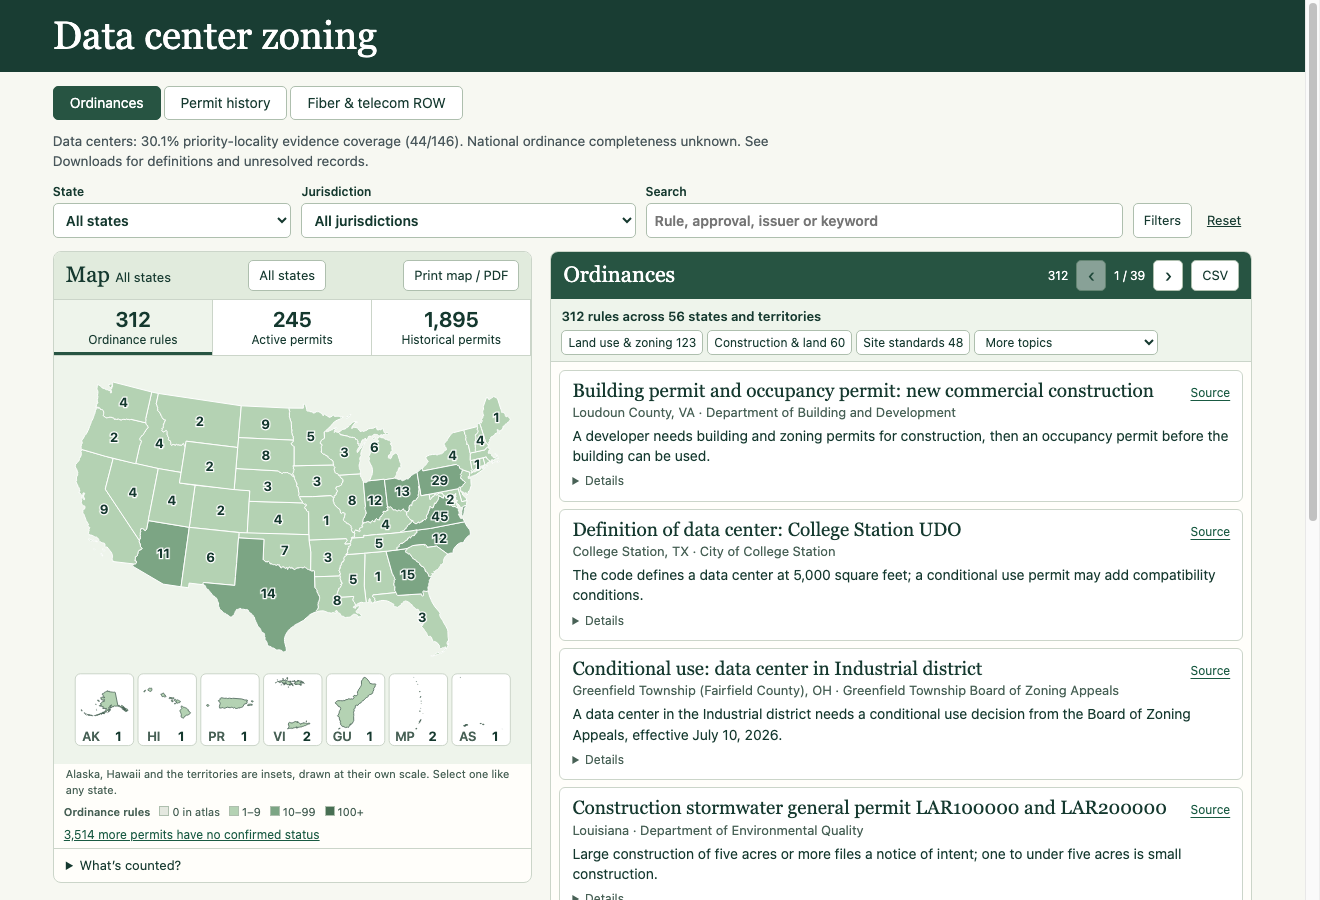 Data center zoning
Ordinances
Permit history
Fiber & telecom ROW
Data centers: 30.1% priority-locality evidence coverage (44/146). National ordinance completeness unknown. See
Downloads for definitions and unresolved records.
State
Jurisdiction
Search
All states
All jurisdictions
Rule, approval, issuer or keyword
Filters
Reset
Map All states
All states
Print map / PDF
312
Ordinance rules
245
Active permits
1,895
Historical permits
4
2
9
5
1
2
4
8
3
6
4
4
1
2
3
3
29
9
4
4
2
4
1
8
12
13
2
45
4
12
11
6
7
3
5
14
8
5
1
15
3
AK 1
HI 1
PR 1
VI 2
GU 1
MP 2
AS 1
Alaska, Hawaii and the territories are insets, drawn at their own scale. Select one like
any state.
Ordinance rules 0 in atlas 1–9 10–99 100+
3,514 more permits have no confirmed status
What's counted?
Ordinances
312
‹
1 / 39
›
CSV
312 rules across 56 states and territories
Land use & zoning 123
Construction & land 60
Site standards 48
More topics
Building permit and occupancy permit: new commercial construction
Source
Loudoun County, VA · Department of Building and Development
A developer needs building and zoning permits for construction, then an occupancy permit before the
building can be used.
Details
Definition of data center: College Station UDO
Source
College Station, TX · City of College Station
The code defines a data center at 5,000 square feet; a conditional use permit may add compatibility
conditions.
Details
Conditional use: data center in Industrial district
Source
Greenfield Township (Fairfield County), OH · Greenfield Township Board of Zoning Appeals
A data center in the Industrial district needs a conditional use decision from the Board of Zoning
Appeals, effective July 10, 2026.
Details
Construction stormwater general permit LAR100000 and LAR200000
Source
Louisiana · Department of Environmental Quality
Large construction of five acres or more files a notice of intent; one to under five acres is small
construction.
Details